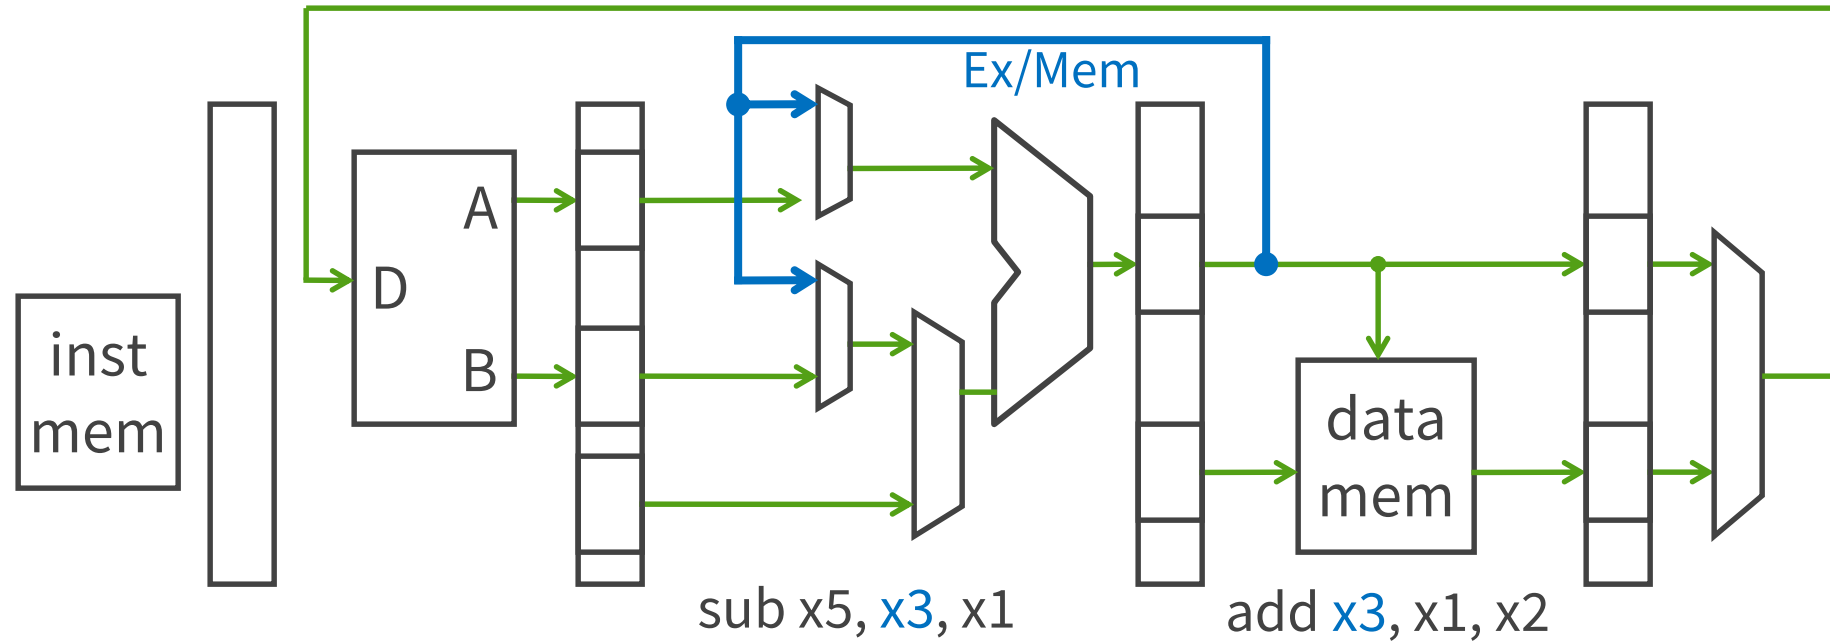 Ex/Mem
A
D
B
inst
mem
data
mem
sub x5, x3, x1
add x3, x1, x2